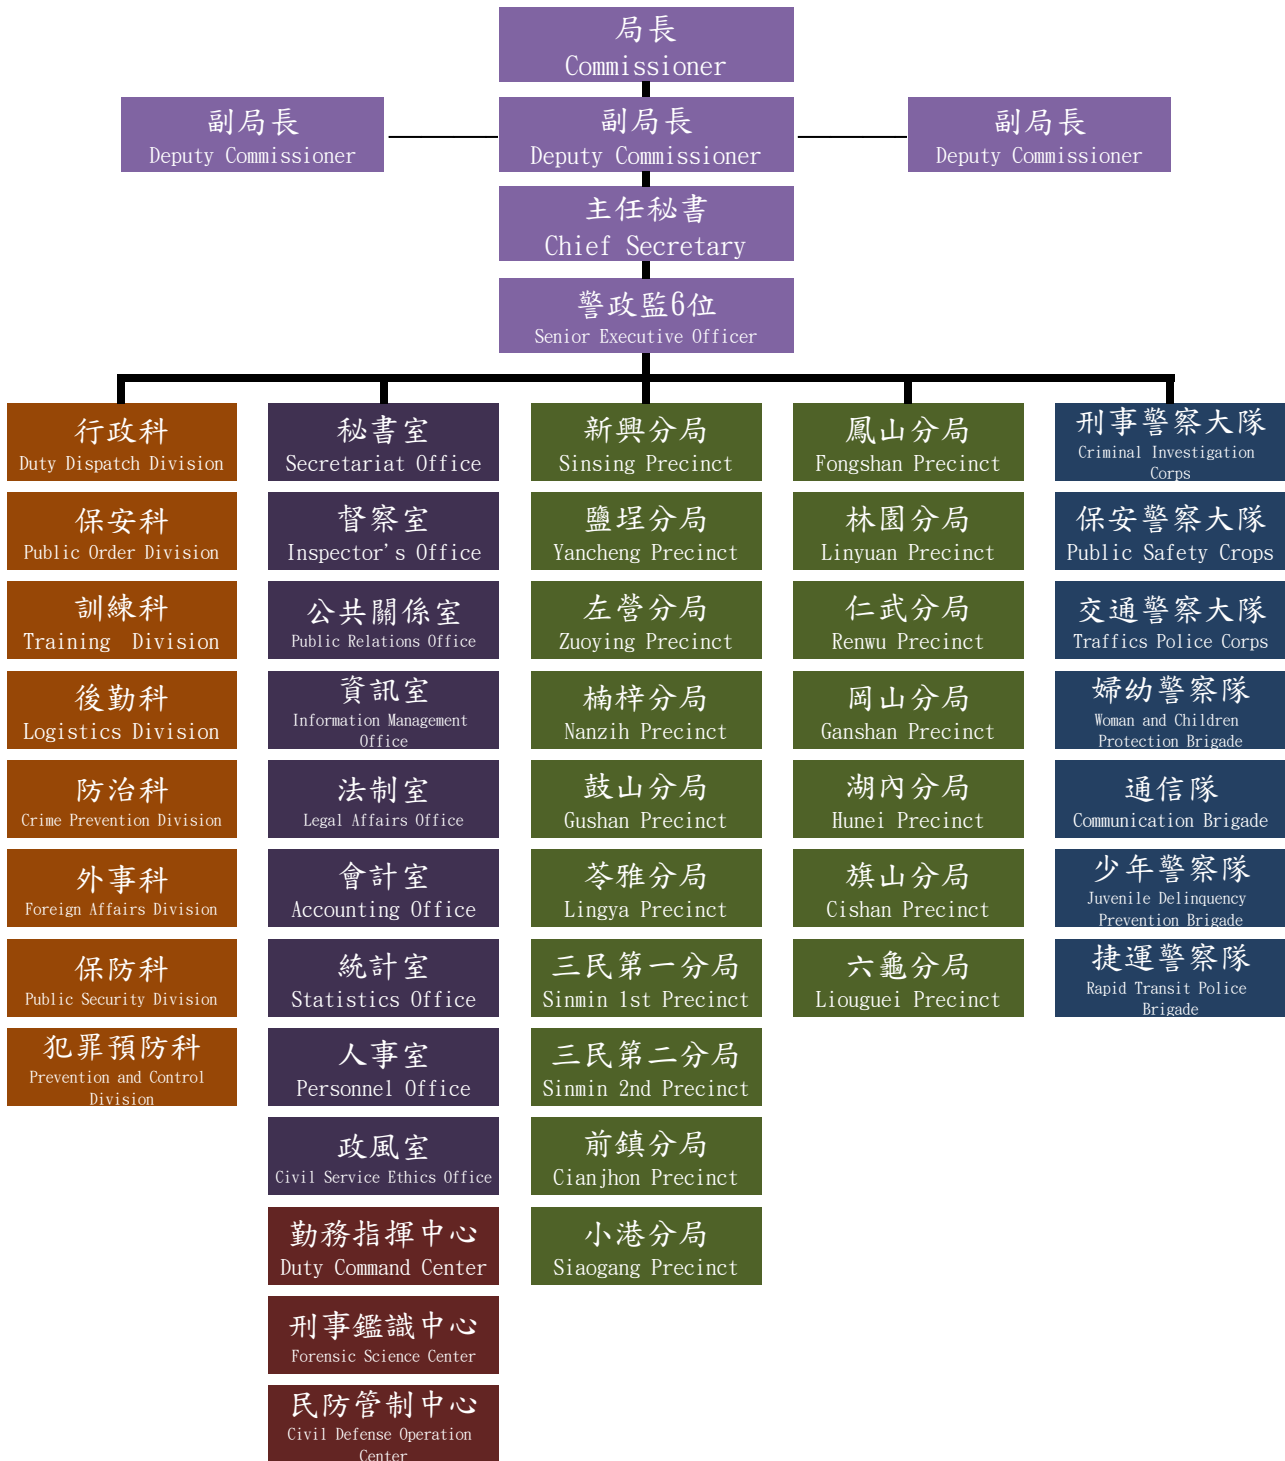 局長
Commissioner
副局長
Deputy Commissioner
副局長
Deputy Commissioner
副局長
Deputy Commissioner
主任秘書
Chief Secretary
警政監6位
Senior Executive Officer
行政科
Duty Dispatch Division
保安科
Public Order Division
訓練科
Training Division
後勤科
Logistics Division
防治科
Crime Prevention Division
外事科
Foreign Affairs Division
保防科
Public Security Division
犯罪預防科
Prevention and Control
Division
秘書室
Secretariat Office
督察室
Inspector's Office
公共關係室
Public Relations Office
資訊室
Information Management
Office
法制室
Legal Affairs Office
會計室
Accounting Office
統計室
Statistics Office
人事室
Personnel Office
政風室
Civil Service Ethics Office
勤務指揮中心
Duty Command Center
刑事鑑識中心
Forensic Science Center
民防管制中心
Civil Defense Operation
Center
新興分局
Sinsing Precinct
鹽埕分局
Yancheng Precinct
左營分局
Zuoying Precinct
楠梓分局
Nanzih Precinct
鼓山分局
Gushan Precinct
苓雅分局
Lingya Precinct
三民第一分局
Sinmin 1st Precinct
三民第二分局
Sinmin 2nd Precinct
前鎮分局
Cianjhon Precinct
小港分局
Siaogang Precinct
鳳山分局
Fongshan Precinct
林園分局
Linyuan Precinct
仁武分局
Renwu Precinct
岡山分局
Ganshan Precinct
湖內分局
Hunei Precinct
旗山分局
Cishan Precinct
六龜分局
Liouguei Precinct
刑事警察大隊
Criminal Investigation
Corps
保安警察大隊
Public Safety Crops
交通警察大隊
Traffics Police Corps
婦幼警察隊
Woman and Children
Protection Brigade
通信隊
Communication Brigade
少年警察隊
Juvenile Delinquency
Prevention Brigade
捷運警察隊
Rapid Transit Police
Brigade